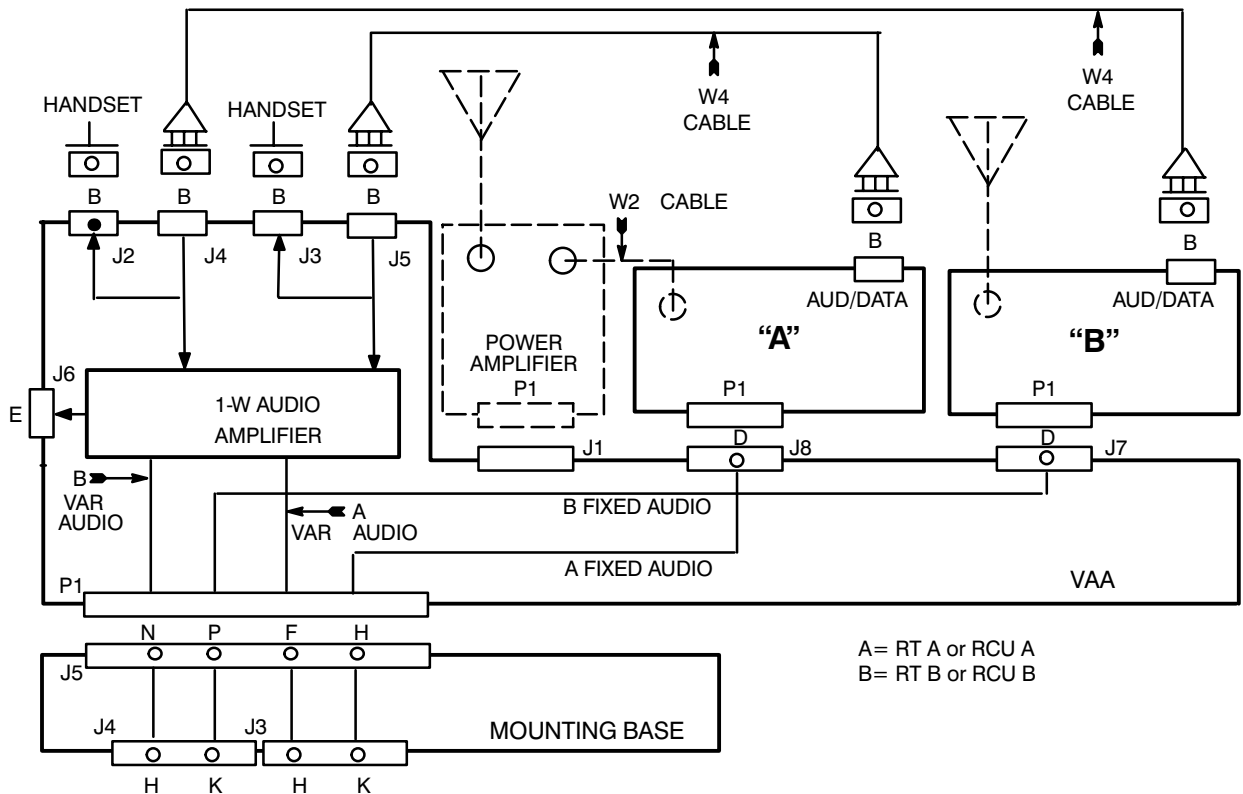 W4
CABLE
W4
CABLE
HANDSET
HANDSET
W2 CABLE
B
B
B
B
B
B
J2
J4
J3
J5
AUD/DATA
AUD/DATA
"A"
"B"
POWER
AMPLIFIER
P1
P1
P1
J6
E
1-W AUDIO
AMPLIFIER
J1
D
J8
D
J7
B
VAR
AUDIO
A
VAR AUDIO
B FIXED AUDIO
A FIXED AUDIO
P1
VAA
N P F H
J5
A= RT A or RCU A
B= RT B or RCU B
J4
J3
MOUNTING BASE
H K H K